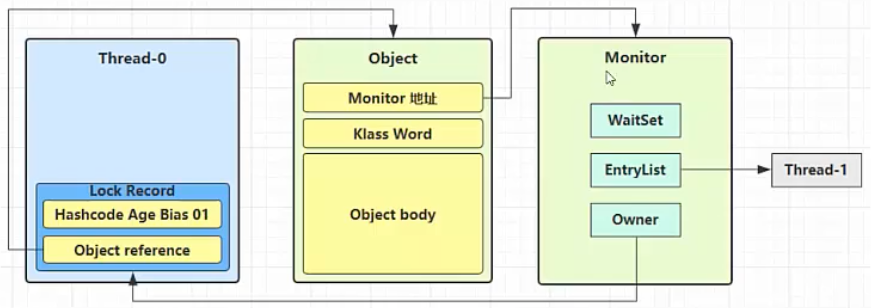 Thread-0
Lock Record
Hashcode Age Bias 01
Object reference
Object
Monitor 地址
Klass Word
Object body
Monitor
WaitSet
EntryList
Owner
Thread-1